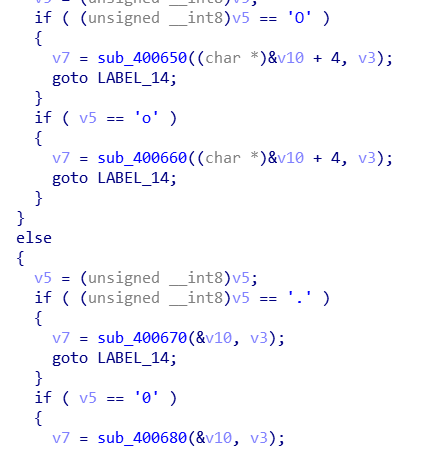 v5 = (unsigned __int8)v5;
if ( (unsigned __int8)v5 == 'O' )
{
v7 = sub_400650((char *)&v10 + 4, v3);
goto LABEL_14;
}
if ( v5 == 'o' )
{
v7 = sub_400660((char *)&v10 + 4, v3);
goto LABEL_14;
}
}
else
{
v5 = (unsigned __int8)v5;
if ( (unsigned __int8)v5 == '.' )
{
v7 = sub_400670(&v10, v3);
goto LABEL_14;
}
if ( v5 == '0' )
{
v7 = sub_400680(&v10, v3);